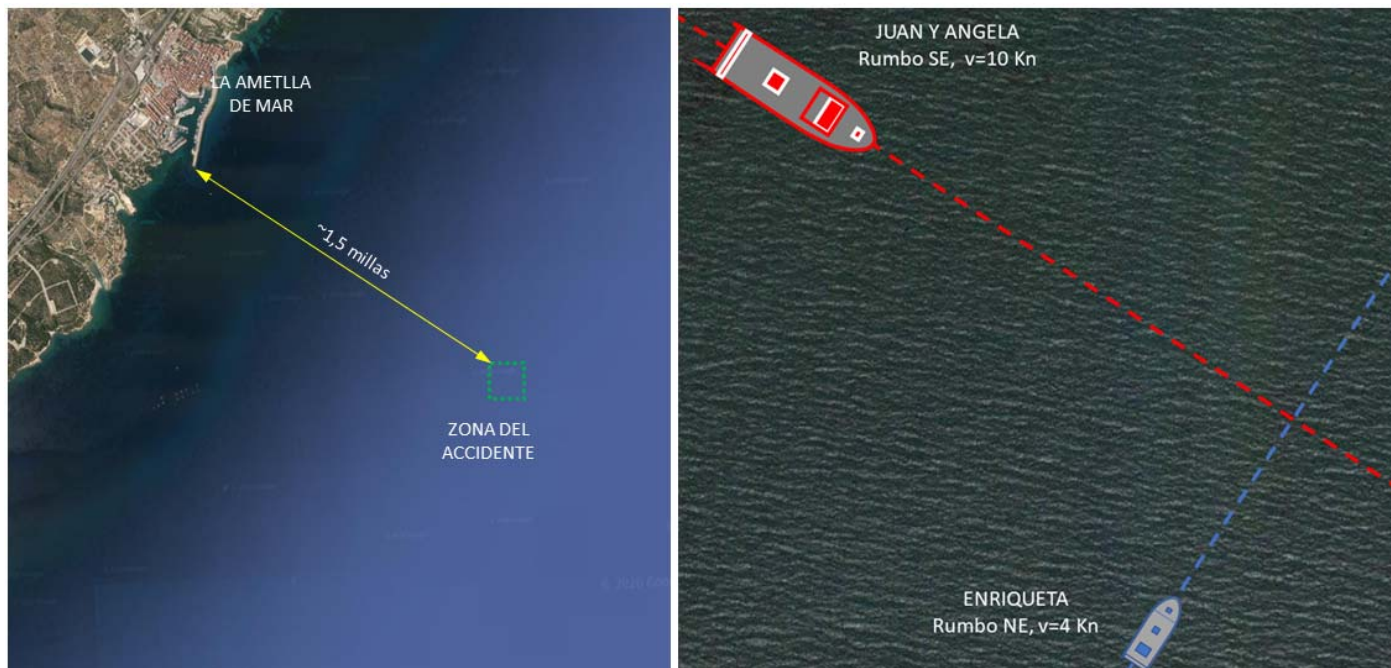 LA AMETLLA
DE MAR
~1,5 millas
ZONA DEL
ACCIDENTE
JUAN Y ANGELA
Rumbo SE, v=10 Kn
ENRIQUETA
Rumbo NE, v=4 Kn